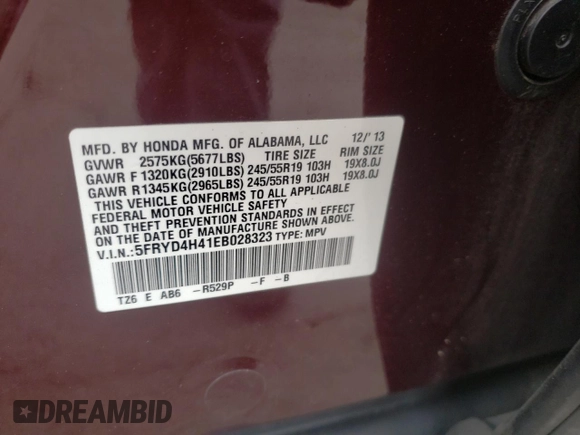 MFD. BY HONDA MFG. OF ALABAMA, LLC 12/'13
GVWR 2575KG(5677LBS) TIRE SIZE RIM SIZE
GAWR F 1320KG(2910LBS) 245/55R19 103H 19X8.0J
GAWR R1345KG(2965LBS) 245/55R19 103H 19X8.0J
THIS VEHICLE CONFORMS TO ALL APPLICABLE
FEDERAL MOTOR VEHICLE SAFETY
AND THEFT PREVENTION STANDARDS IN EFFECT
ON THE DATE OF MANUFACTURE SHOWN ABOVE.
V.I.N.:5FRYD4H41EB028323 TYPE: MPV
TZ6 E AB6 -R529P -F -B
DREAMBID